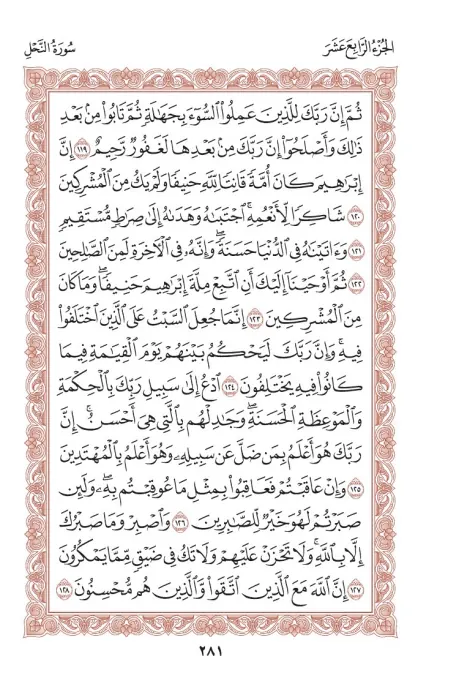 الجُزْءُ الرَّابِعَ عَشَرَ
سُورَةُ النَّحْلِ
ثُمَّ إِنَّ رَبَّكَ لِلَّذِينَ عَمِلُوا۟ ٱلسُّوٓءَ بِجَهَٰلَةٍ ثُمَّ تَابُوا۟ مِنۢ بَعْدِ
ذَٰلِكَ وَأَصْلَحُوٓا۟ إِنَّ رَبَّكَ مِنۢ بَعْدِهَا لَغَفُورٌ رَّحِيمٌ ١١٩ إِنَّ
إِبْرَٰهِيمَ كَانَ أُمَّةً قَانِتًا لِّلَّهِ حَنِيفًا وَلَمْ يَكُ مِنَ ٱلْمُشْرِكِينَ
١٢٠ شَاكِرًا لِّأَنْعُمِهِ ۚ ٱجْتَبَىٰهُ وَهَدَىٰهُ إِلَىٰ صِرَٰطٍ مُّسْتَقِيمٍ
١٢١ وَءَاتَيْنَٰهُ فِى ٱلدُّنْيَا حَسَنَةً ۖ وَإِنَّهُۥ فِى ٱلْءَاخِرَةِ لَمِنَ ٱلصَّٰلِحِينَ
١٢٢ ثُمَّ أَوْحَيْنَآ إِلَيْكَ أَنِ ٱتَّبِعْ مِلَّةَ إِبْرَٰهِيمَ حَنِيفًا ۖ وَمَا كَانَ
مِنَ ٱلْمُشْرِكِينَ ١٢٣ إِنَّمَا جُعِلَ ٱلسَّبْتُ عَلَى ٱلَّذِينَ ٱخْتَلَفُوا۟
فِيهِ ۚ وَإِنَّ رَبَّكَ لَيَحْكُمُ بَيْنَهُمْ يَوْمَ ٱلْقِيَٰمَةِ فِيمَا
كَانُوا۟ فِيهِ يَخْتَلِفُونَ ١٢٤ ٱدْعُ إِلَىٰ سَبِيلِ رَبِّكَ بِٱلْحِكْمَةِ
وَٱلْمَوْعِظَةِ ٱلْحَسَنَةِ ۖ وَجَٰدِلْهُم بِٱلَّتِى هِىَ أَحْسَنُ ۚ إِنَّ
رَبَّكَ هُوَ أَعْلَمُ بِمَن ضَلَّ عَن سَبِيلِهِۦ وَهُوَ أَعْلَمُ بِٱلْمُهْتَدِينَ
١٢٥ وَإِنْ عَاقَبْتُمْ فَعَاقِبُوا۟ بِمِثْلِ مَا عُوقِبْتُم بِهِۦ ۖ وَلَئِن
صَبَرْتُمْ لَهُوَ خَيْرٌ لِّلصَّٰبِرِينَ ١٢٦ وَٱصْبِرْ وَمَا صَبْرُكَ
إِلَّا بِٱللَّهِ ۚ وَلَا تَحْزَنْ عَلَيْهِمْ وَلَا تَكُ فِى ضَيْقٍ مِّمَّا يَمْكُرُونَ
١٢٧ إِنَّ ٱللَّهَ مَعَ ٱلَّذِينَ ٱتَّقَوا۟ وَّٱلَّذِينَ هُم مُّحْسِنُونَ ١٢٨
٢٨١